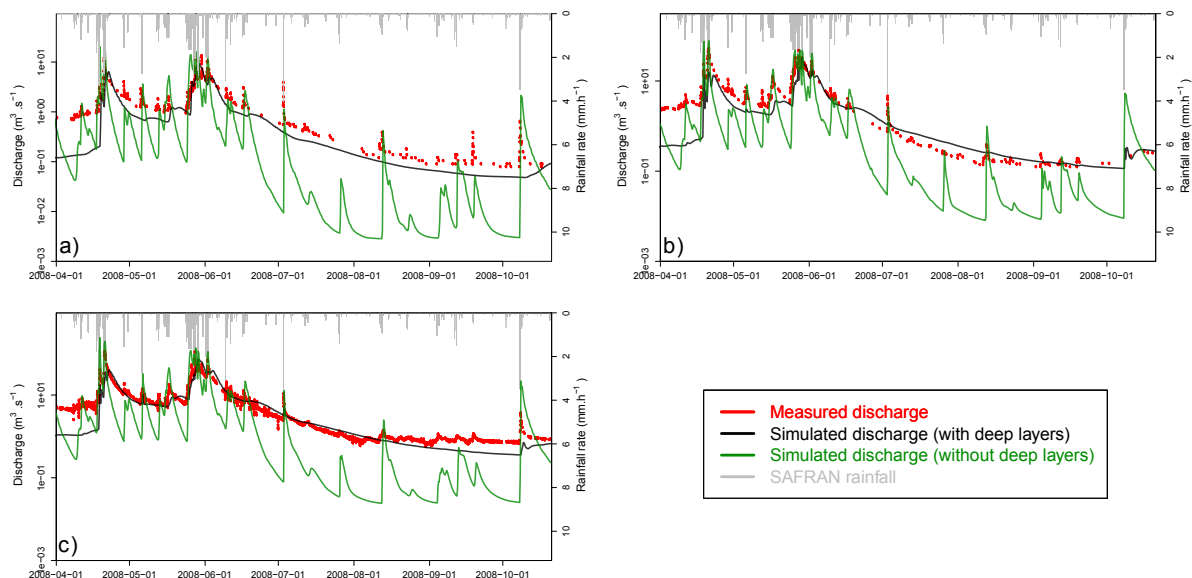 0
2
4
6
8
10
Rainfall rate (mm.h⁻¹)
1e+01
1e+00
1e−01
1e−02
1e−03
Discharge (m³ .s⁻¹)
a)
2008−04−01 2008−05−01 2008−06−01 2008−07−01 2008−08−01 2008−09−01 2008−10−01
0
2
4
6
8
10
Rainfall rate (mm.h⁻¹)
1e+01
1e−01
1e−03
Discharge (m³ .s⁻¹)
b)
2008−04−01 2008−05−01 2008−06−01 2008−07−01 2008−08−01 2008−09−01 2008−10−01
0
2
4
6
8
10
Rainfall rate (mm.h⁻¹)
1e+01
1e−01
1e−03
Discharge (m³ .s⁻¹)
c)
2008−04−01 2008−05−01 2008−06−01 2008−07−01 2008−08−01 2008−09−01 2008−10−01
Measured discharge
Simulated discharge (with deep layers)
Simulated discharge (without deep layers)
SAFRAN rainfall